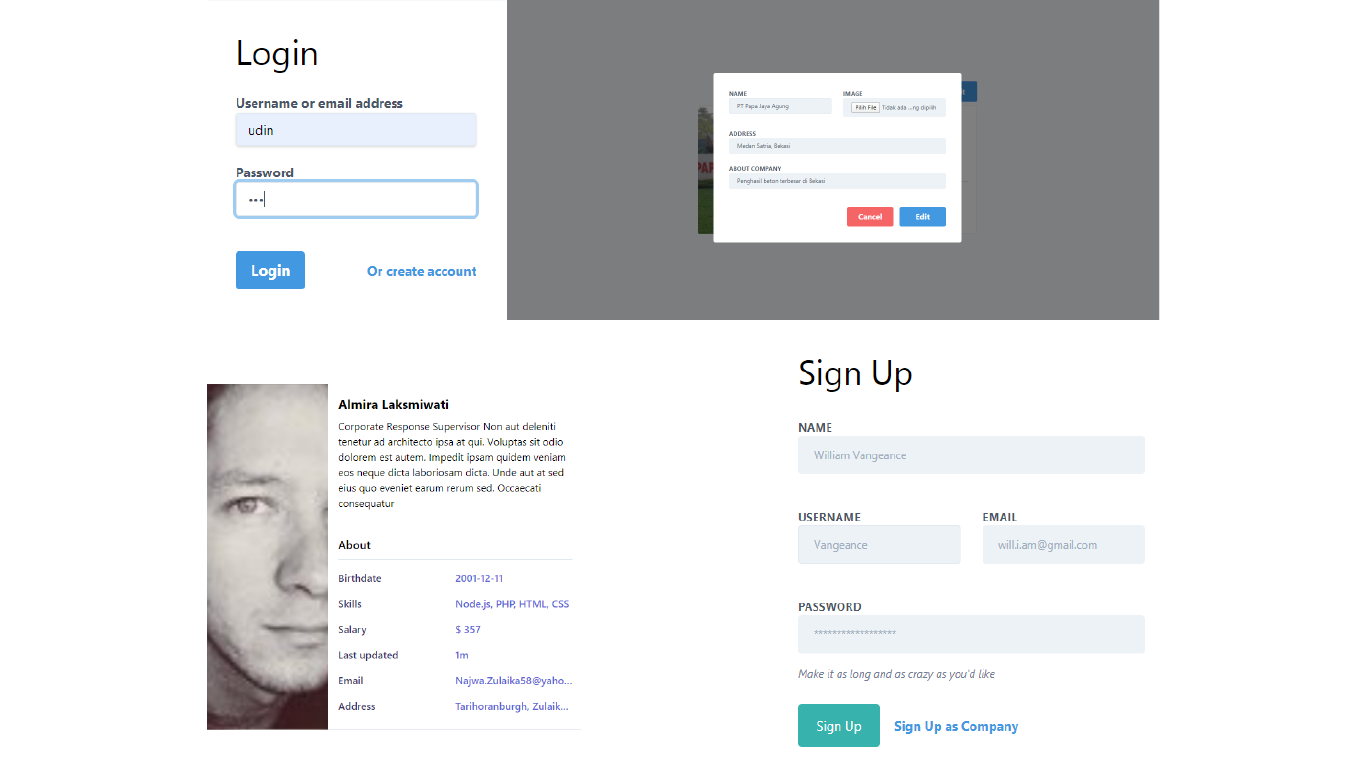 Login
Username or email address
udin
Password
•••
Login
Or create account
NAME
IMAGE
PT Papa Jaya Agung
Pilih File Tidak ada ...ng dipilih
ADDRESS
Medan Satria, Bekasi
ABOUT COMPANY
Penghasil beton terbesar di Bekasi
Cancel
Edit
Almira Laksmiwati
Corporate Response Supervisor Non aut deleniti
tenetur ad architecto ipsa at qui. Voluptas sit odio
dolorem est autem. Impedit ipsam quidem veniam
eos neque dicta laboriosam dicta. Unde aut at sed
eius quo eveniet earum rerum sed. Occaecati
consequatur
About
Birthdate 2001-12-11
Skills Node.js, PHP, HTML, CSS
Salary $ 357
Last updated 1m
Email Najwa.Zulaika58@yaho...
Address Tarihoranburgh, Zulaik...
Sign Up
NAME
William Vangeance
USERNAME
EMAIL
Vangeance
will.i.am@gmail.com
PASSWORD
******************
Make it as long and as crazy as you'd like
Sign Up
Sign Up as Company